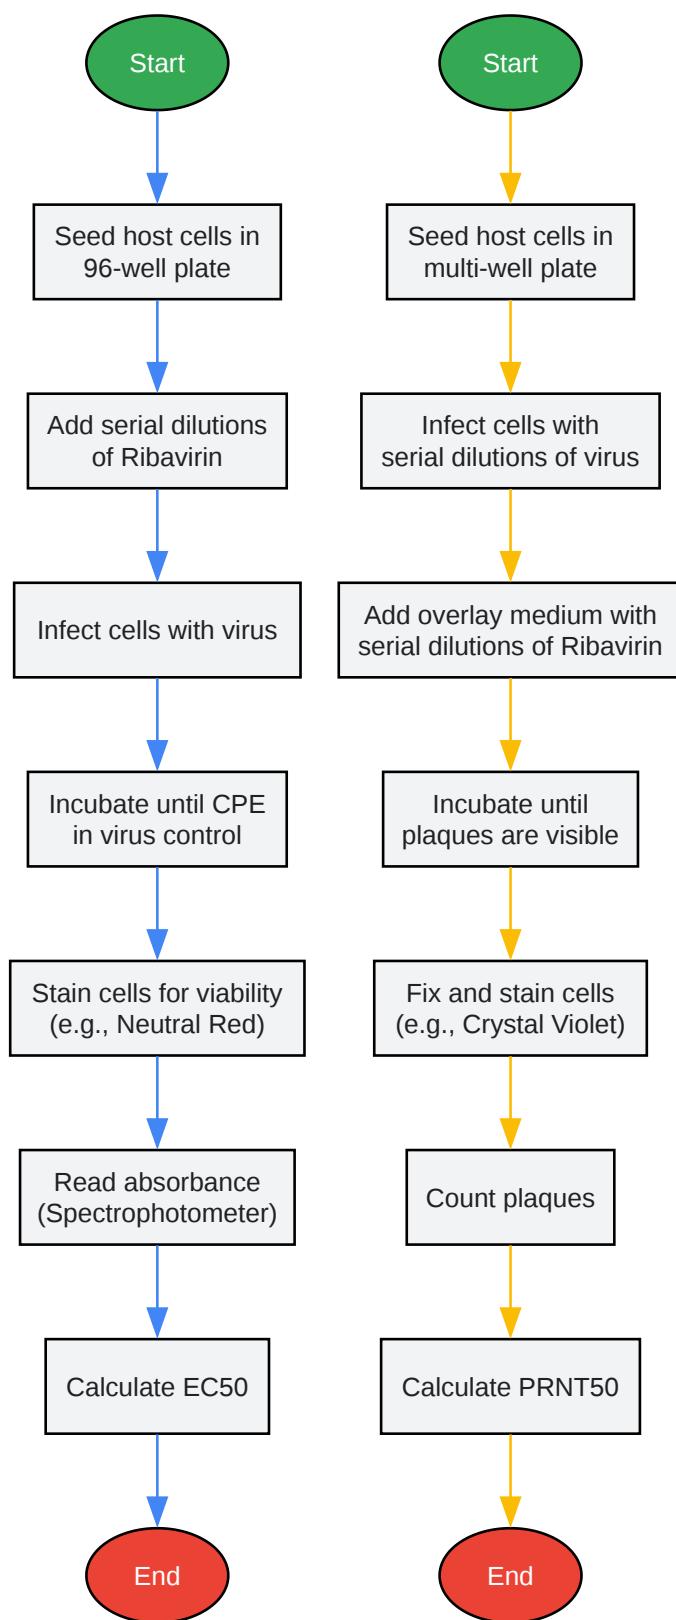 Start
Seed host cells in
96-well plate
Add serial dilutions
of Ribavirin
Infect cells with virus
Incubate until CPE
in virus control
Stain cells for viability
(e.g., Neutral Red)
Read absorbance
(Spectrophotometer)
Calculate EC50
End
Start
Seed host cells in
multi-well plate
Infect cells with
serial dilutions of virus
Add overlay medium with
serial dilutions of Ribavirin
Incubate until
plaques are visible
Fix and stain cells
(e.g., Crystal Violet)
Count plaques
Calculate PRNT50
End